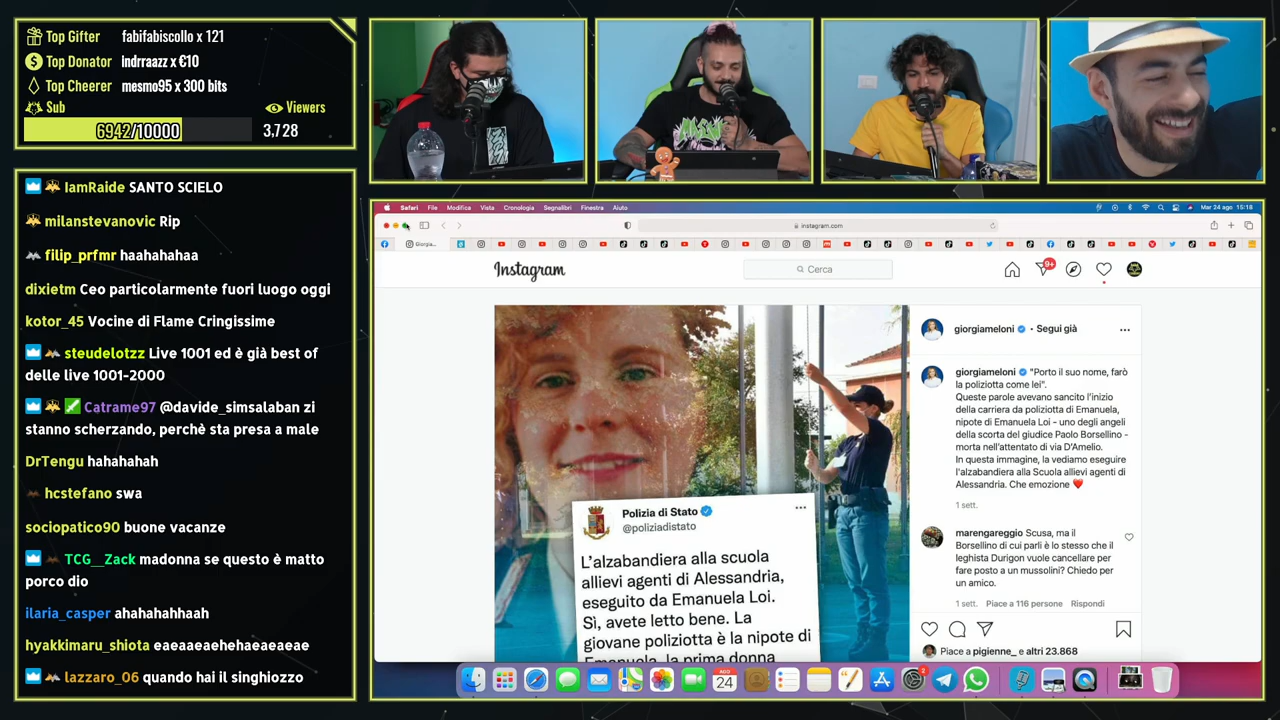 Top Gifter fabifabiscollo x 121
Top Donator indrraazz x €10
Top Cheerer mesmo95 x 300 bits
Sub Viewers
6942/10000 3,728
IamRaide SANTO SCIELO
milanstevanovic Rip
filip_prfmr haahahahaa
dixietm Ceo particolarmente fuori luogo oggi
kotor_45 Vocine di Flame Cringissime
steudelotzz Live 1001 ed è già best of
delle live 1001-2000
Catrame97 @davide_simsalaban zi
stanno scherzando, perchè sta presa a male
DrTengu hahahahah
hcstefano swa
sociopatico90 buone vacanze
TCG__Zack madonna se questo è matto
porco dio
ilaria_casper ahahahahhaah
hyakkimaru_shiota eaeaeaeahehaeaeaeae
lazzaro_06 quando hai il singhiozzo
Safari File Modifica Vista Cronologia Segnalibri Finestra Aiuto Mar 24 ago 15:18
instagram.com
Giorgia...
Instagram
Cerca
9+
giorgiameloni • Segui già
giorgiameloni "Porto il suo nome, farò
la poliziotta come lei".
Queste parole avevano sancito l'inizio
della carriera da poliziotta di Emanuela,
nipote di Emanuela Loi - uno degli angeli
della scorta del giudice Paolo Borsellino -
morta nell'attentato di via D'Amelio.
In questa immagine, la vediamo eseguire
l'alzabandiera alla Scuola allievi agenti di
Alessandria. Che emozione ❤️
1 sett.
marengareggio Scusa, ma il
Borsellino di cui parli è lo stesso che il
leghista Durigon vuole cancellare per
fare posto a un mussolini? Chiedo per
un amico.
1 sett. Piace a 116 persone Rispondi
Piace a pigienne_ e altri 23.868
Polizia di Stato
@poliziadistato
L'alzabandiera alla scuola
allievi agenti di Alessandria,
eseguito da Emanuela Loi.
Sì, avete letto bene. La
giovane poliziotta è la nipote di
Emanuela, la prima donna
AGO
24